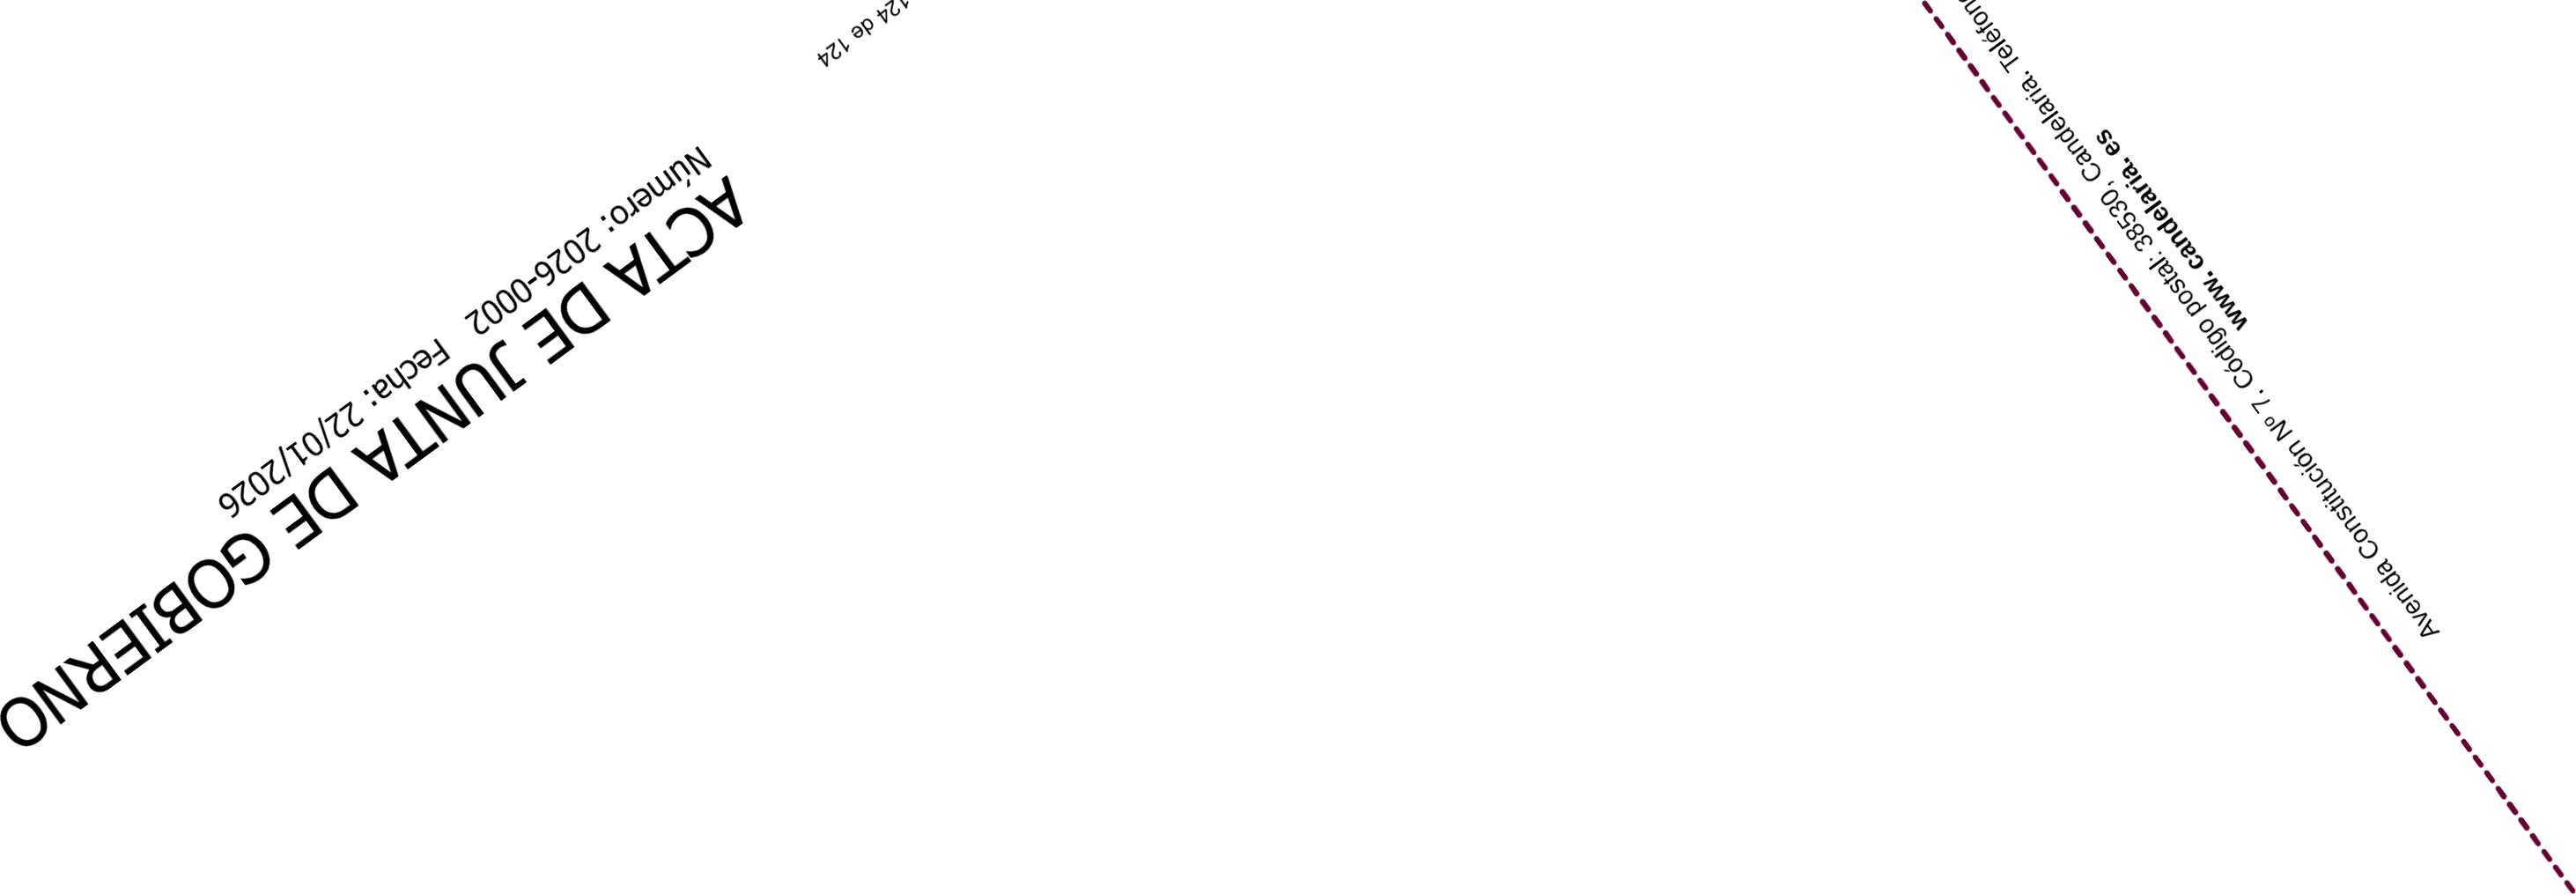 ACTA DE JUNTA DE GOBIERNO
Número: 2026-0002 Fecha: 22/01/2026
124 de 124
Avenida Constitución Nº 7. Código postal: 38530, Candelaria.
www. candelaria. es